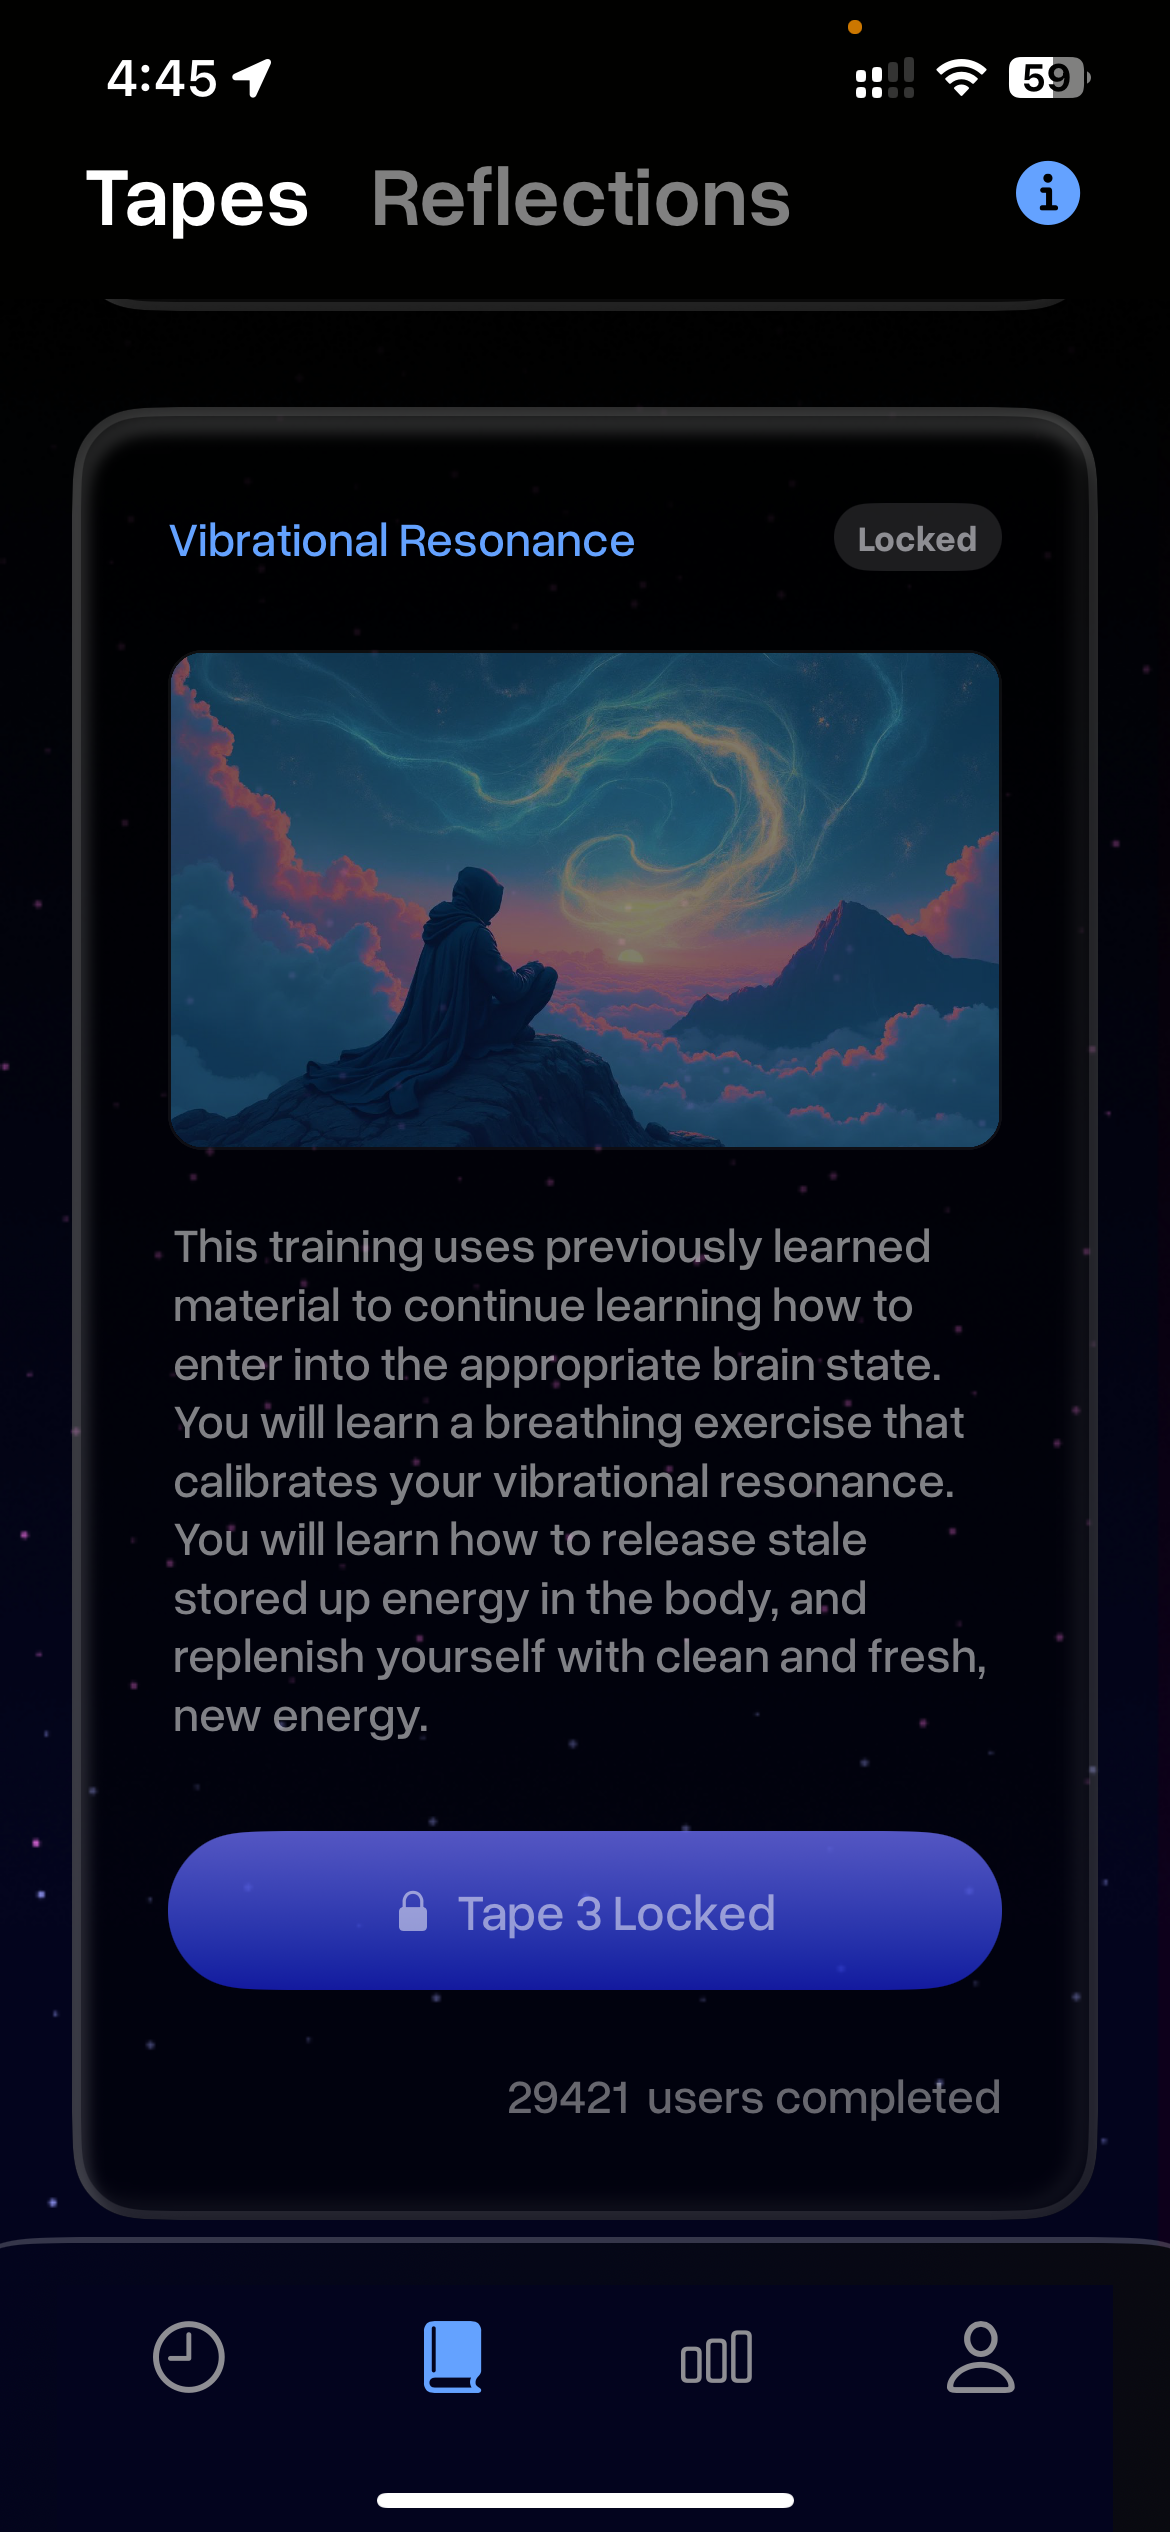 4:45
59
Tapes Reflections
Vibrational Resonance
Locked
This training uses previously learned
material to continue learning how to
enter into the appropriate brain state.
You will learn a breathing exercise that
calibrates your vibrational resonance.
You will learn how to release stale
stored up energy in the body, and
replenish yourself with clean and fresh,
new energy.
Tape 3 Locked
29421 users completed